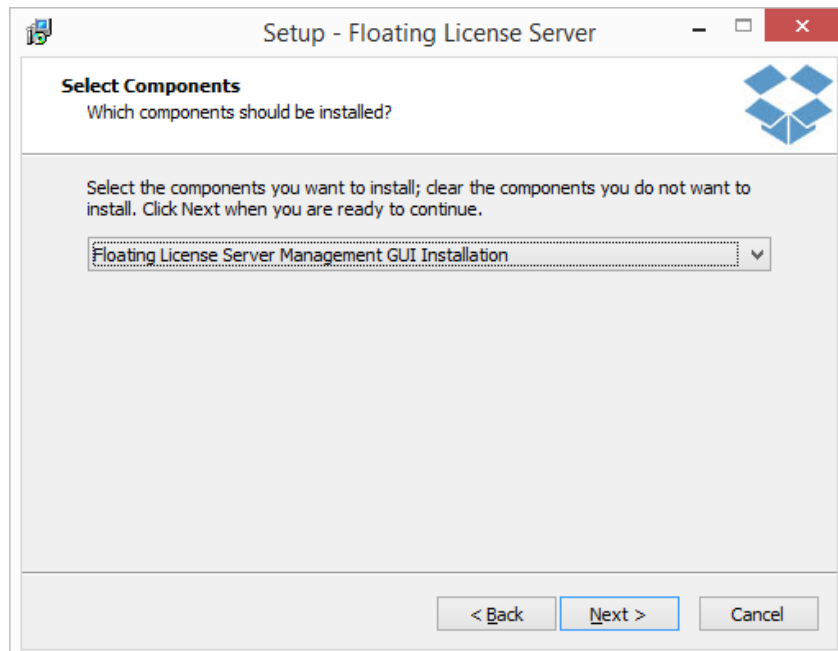 Setup - Floating License Server
Select Components
Which components should be installed?
Select the components you want to install; clear the components you do not want to
install. Click Next when you are ready to continue.
Floating License Server Management GUI Installation
< Back
Next >
Cancel